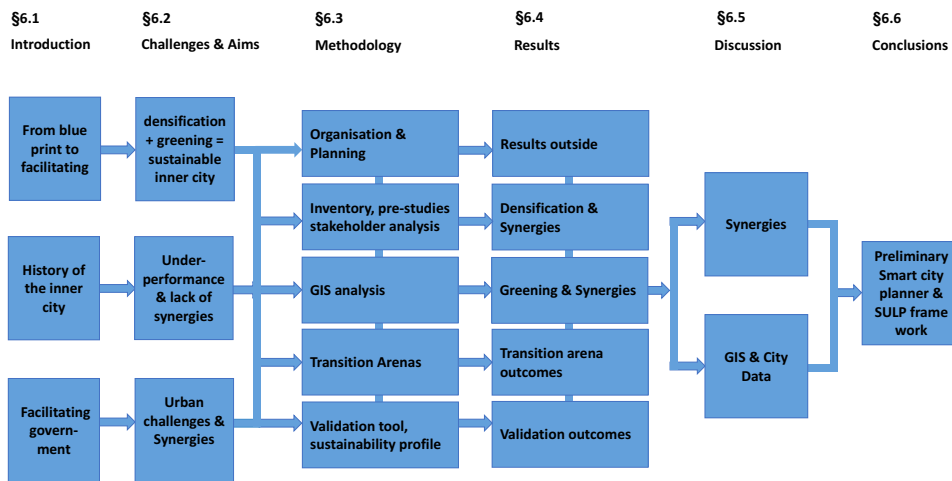 §6.1
Introduction
§6.2
Challenges & Aims
§6.3
Methodology
§6.4
Results
§6.5
Discussion
§6.6
Conclusions
From blue
print to
facilitating
History of
the inner
city
Facilitating
govern-
ment
densification
+ greening =
sustainable
inner city
Under-
performance
& lack of
synergies
Urban
challenges &
Synergies
Organisation &
Planning
Inventory, pre-studies
stakeholder analysis
GIS analysis
Transition Arenas
Validation tool,
sustainability profile
Results outside
Densification &
Synergies
Greening & Synergies
Transition arena
outcomes
Validation outcomes
Synergies
GIS & City
Data
Preliminary
Smart city
planner &
SULP frame
work